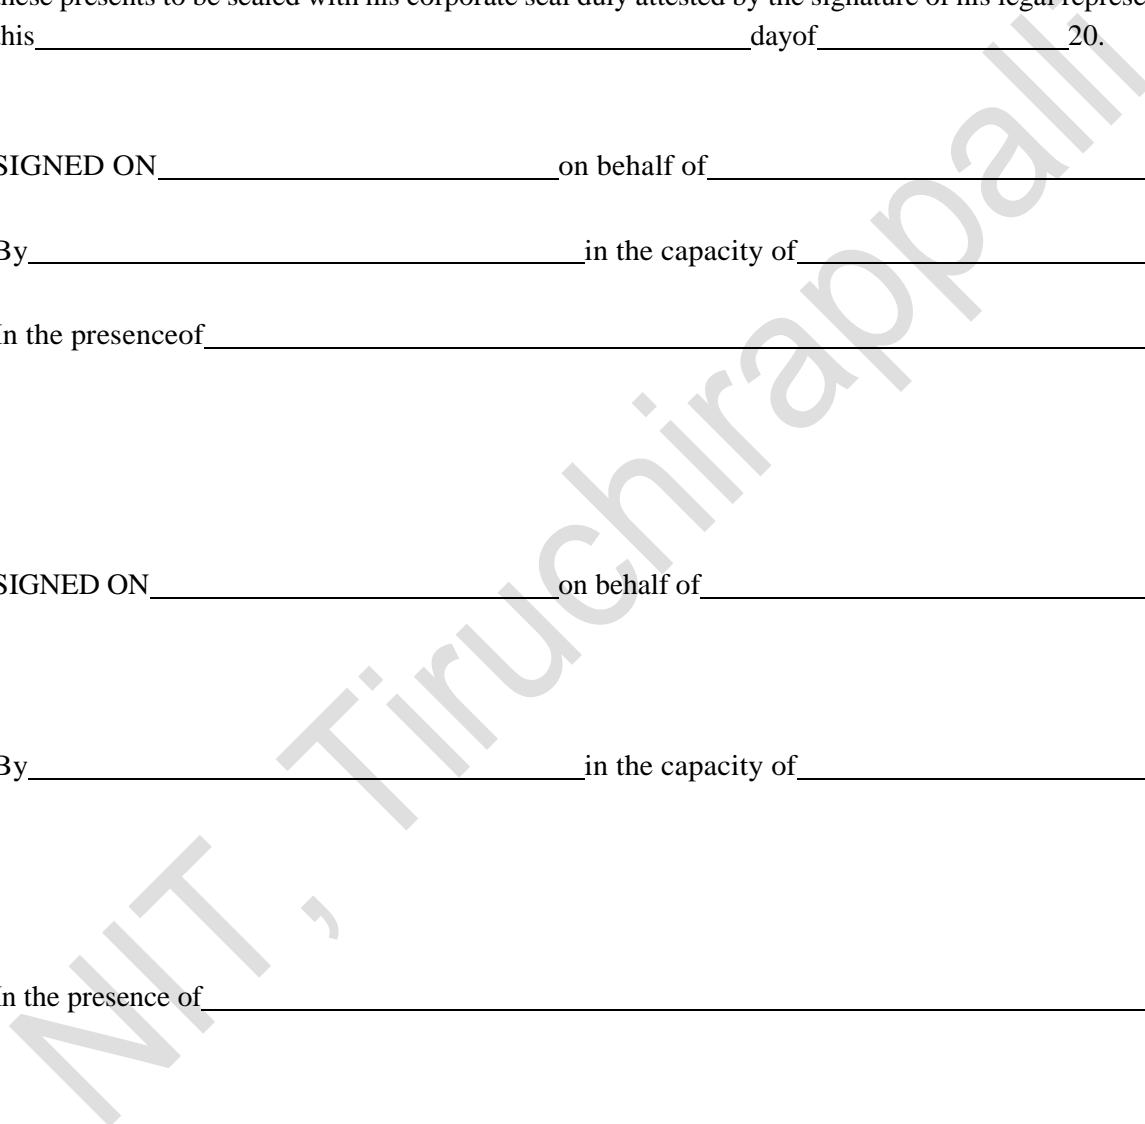 these presents to be sealed with his corporate seal duly attested by the signature of his legal
this dayof 20.
SIGNED ON on behalf of
By in the capacity of
In the presenceof
SIGNED ON on behalf of
By in the capacity of
In the presence of
NIT , Tiruchirappalli